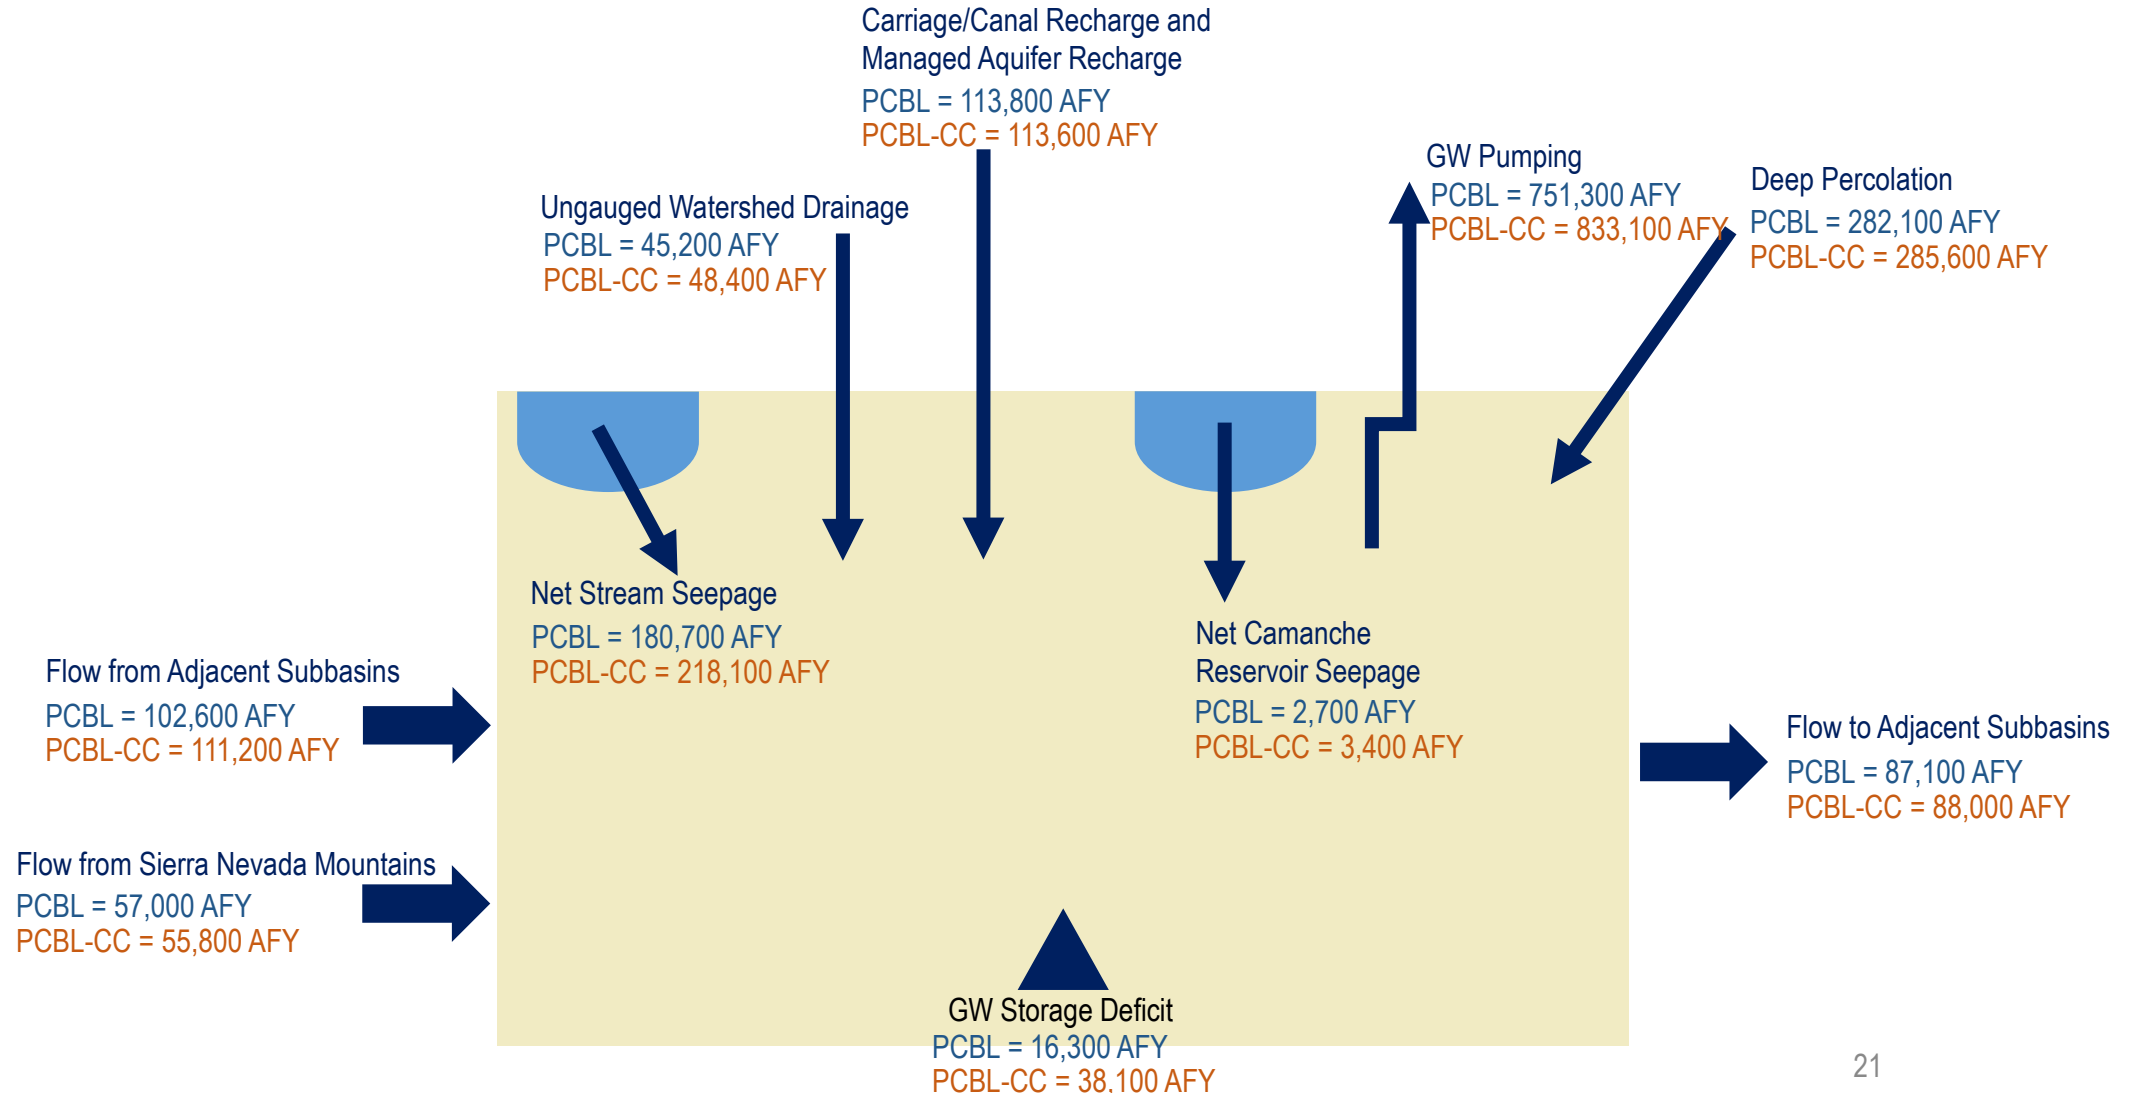 Carriage/Canal Recharge and
Managed Aquifer Recharge
PCBL = 113,800 AFY
PCBL-CC = 113,600 AFY
GW Pumping
PCBL = 751,300 AFY
PCBL-CC = 833,100 AFY
Deep Percolation
PCBL = 282,100 AFY
PCBL-CC = 285,600 AFY
Ungauged Watershed Drainage
PCBL = 45,200 AFY
PCBL-CC = 48,400 AFY
Net Stream Seepage
PCBL = 180,700 AFY
PCBL-CC = 218,100 AFY
Net Camanche
Reservoir Seepage
PCBL = 2,700 AFY
PCBL-CC = 3,400 AFY
Flow from Adjacent Subbasins
PCBL = 102,600 AFY
PCBL-CC = 111,200 AFY
Flow to Adjacent Subbasins
PCBL = 87,100 AFY
PCBL-CC = 88,000 AFY
Flow from Sierra Nevada Mountains
PCBL = 57,000 AFY
PCBL-CC = 55,800 AFY
GW Storage Deficit
PCBL = 16,300 AFY
PCBL-CC = 38,100 AFY
21